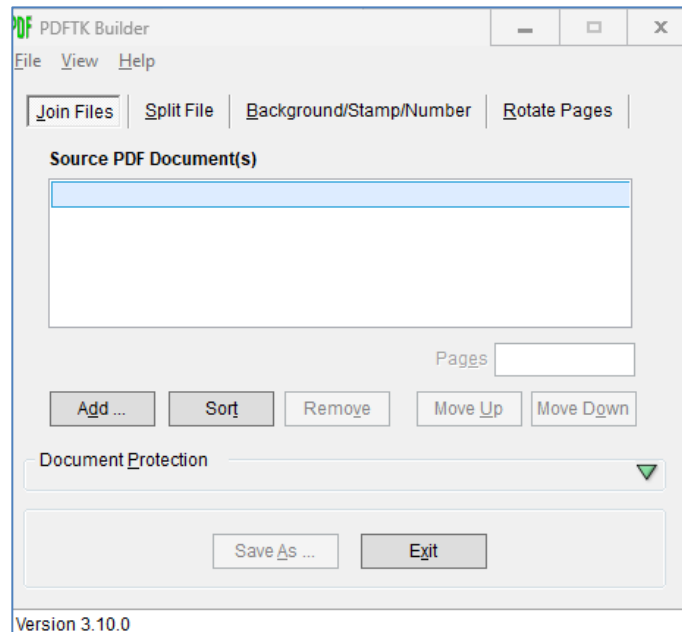 PDF PDFTK Builder
File View Help
Join Files Split File Background/Stamp/Number Rotate Pages
Source PDF Document(s)
Pages
Add ... Sort Remove Move Up Move Down
Document Protection
Save As ... Exit
Version 3.10.0